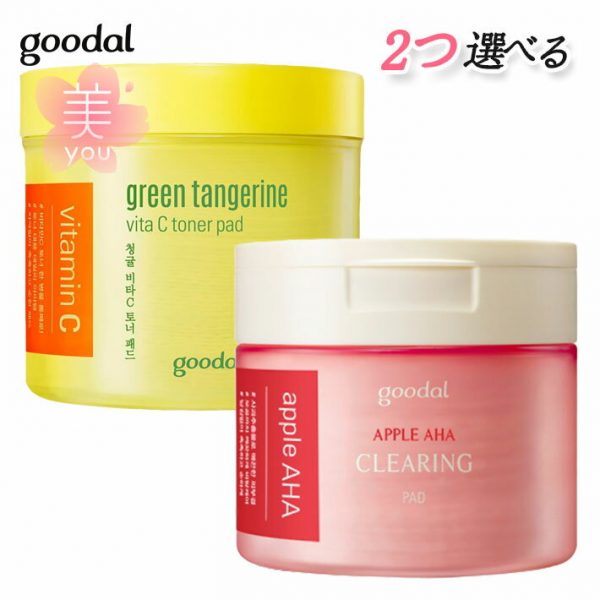 goodal
2つ選べる
美
you
green tangerine
vita C toner pad
청귤 비타C 토너 패드
vitamin C
goodal
apple AHA
goodal
APPLE AHA
CLEARING
PAD